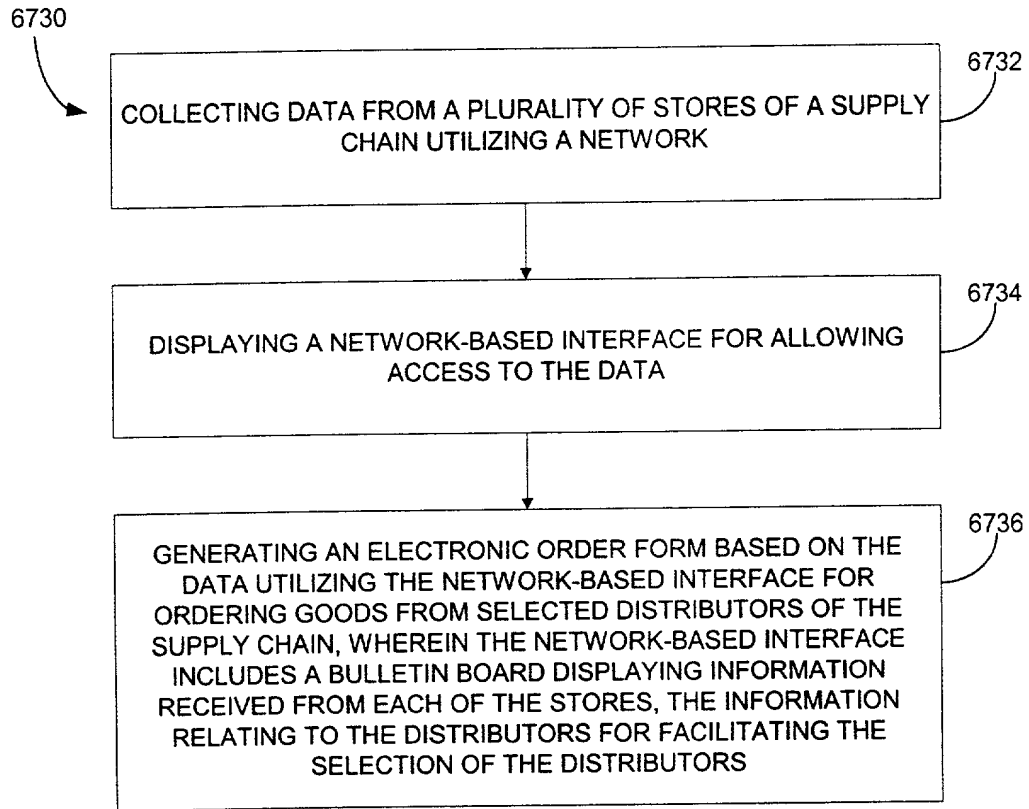 6730
6732
COLLECTING DATA FROM A PLURALITY OF STORES OF A SUPPLY
CHAIN UTILIZING A NETWORK
6734
DISPLAYING A NETWORK-BASED INTERFACE FOR ALLOWING
ACCESS TO THE DATA
6736
GENERATING AN ELECTRONIC ORDER FORM BASED ON THE
DATA UTILIZING THE NETWORK-BASED INTERFACE FOR
ORDERING GOODS FROM SELECTED DISTRIBUTORS OF THE
SUPPLY CHAIN, WHEREIN THE NETWORK-BASED INTERFACE
INCLUDES A BULLETIN BOARD DISPLAYING INFORMATION
RECEIVED FROM EACH OF THE STORES, THE INFORMATION
RELATING TO THE DISTRIBUTORS FOR FACILITATING THE
SELECTION OF THE DISTRIBUTORS